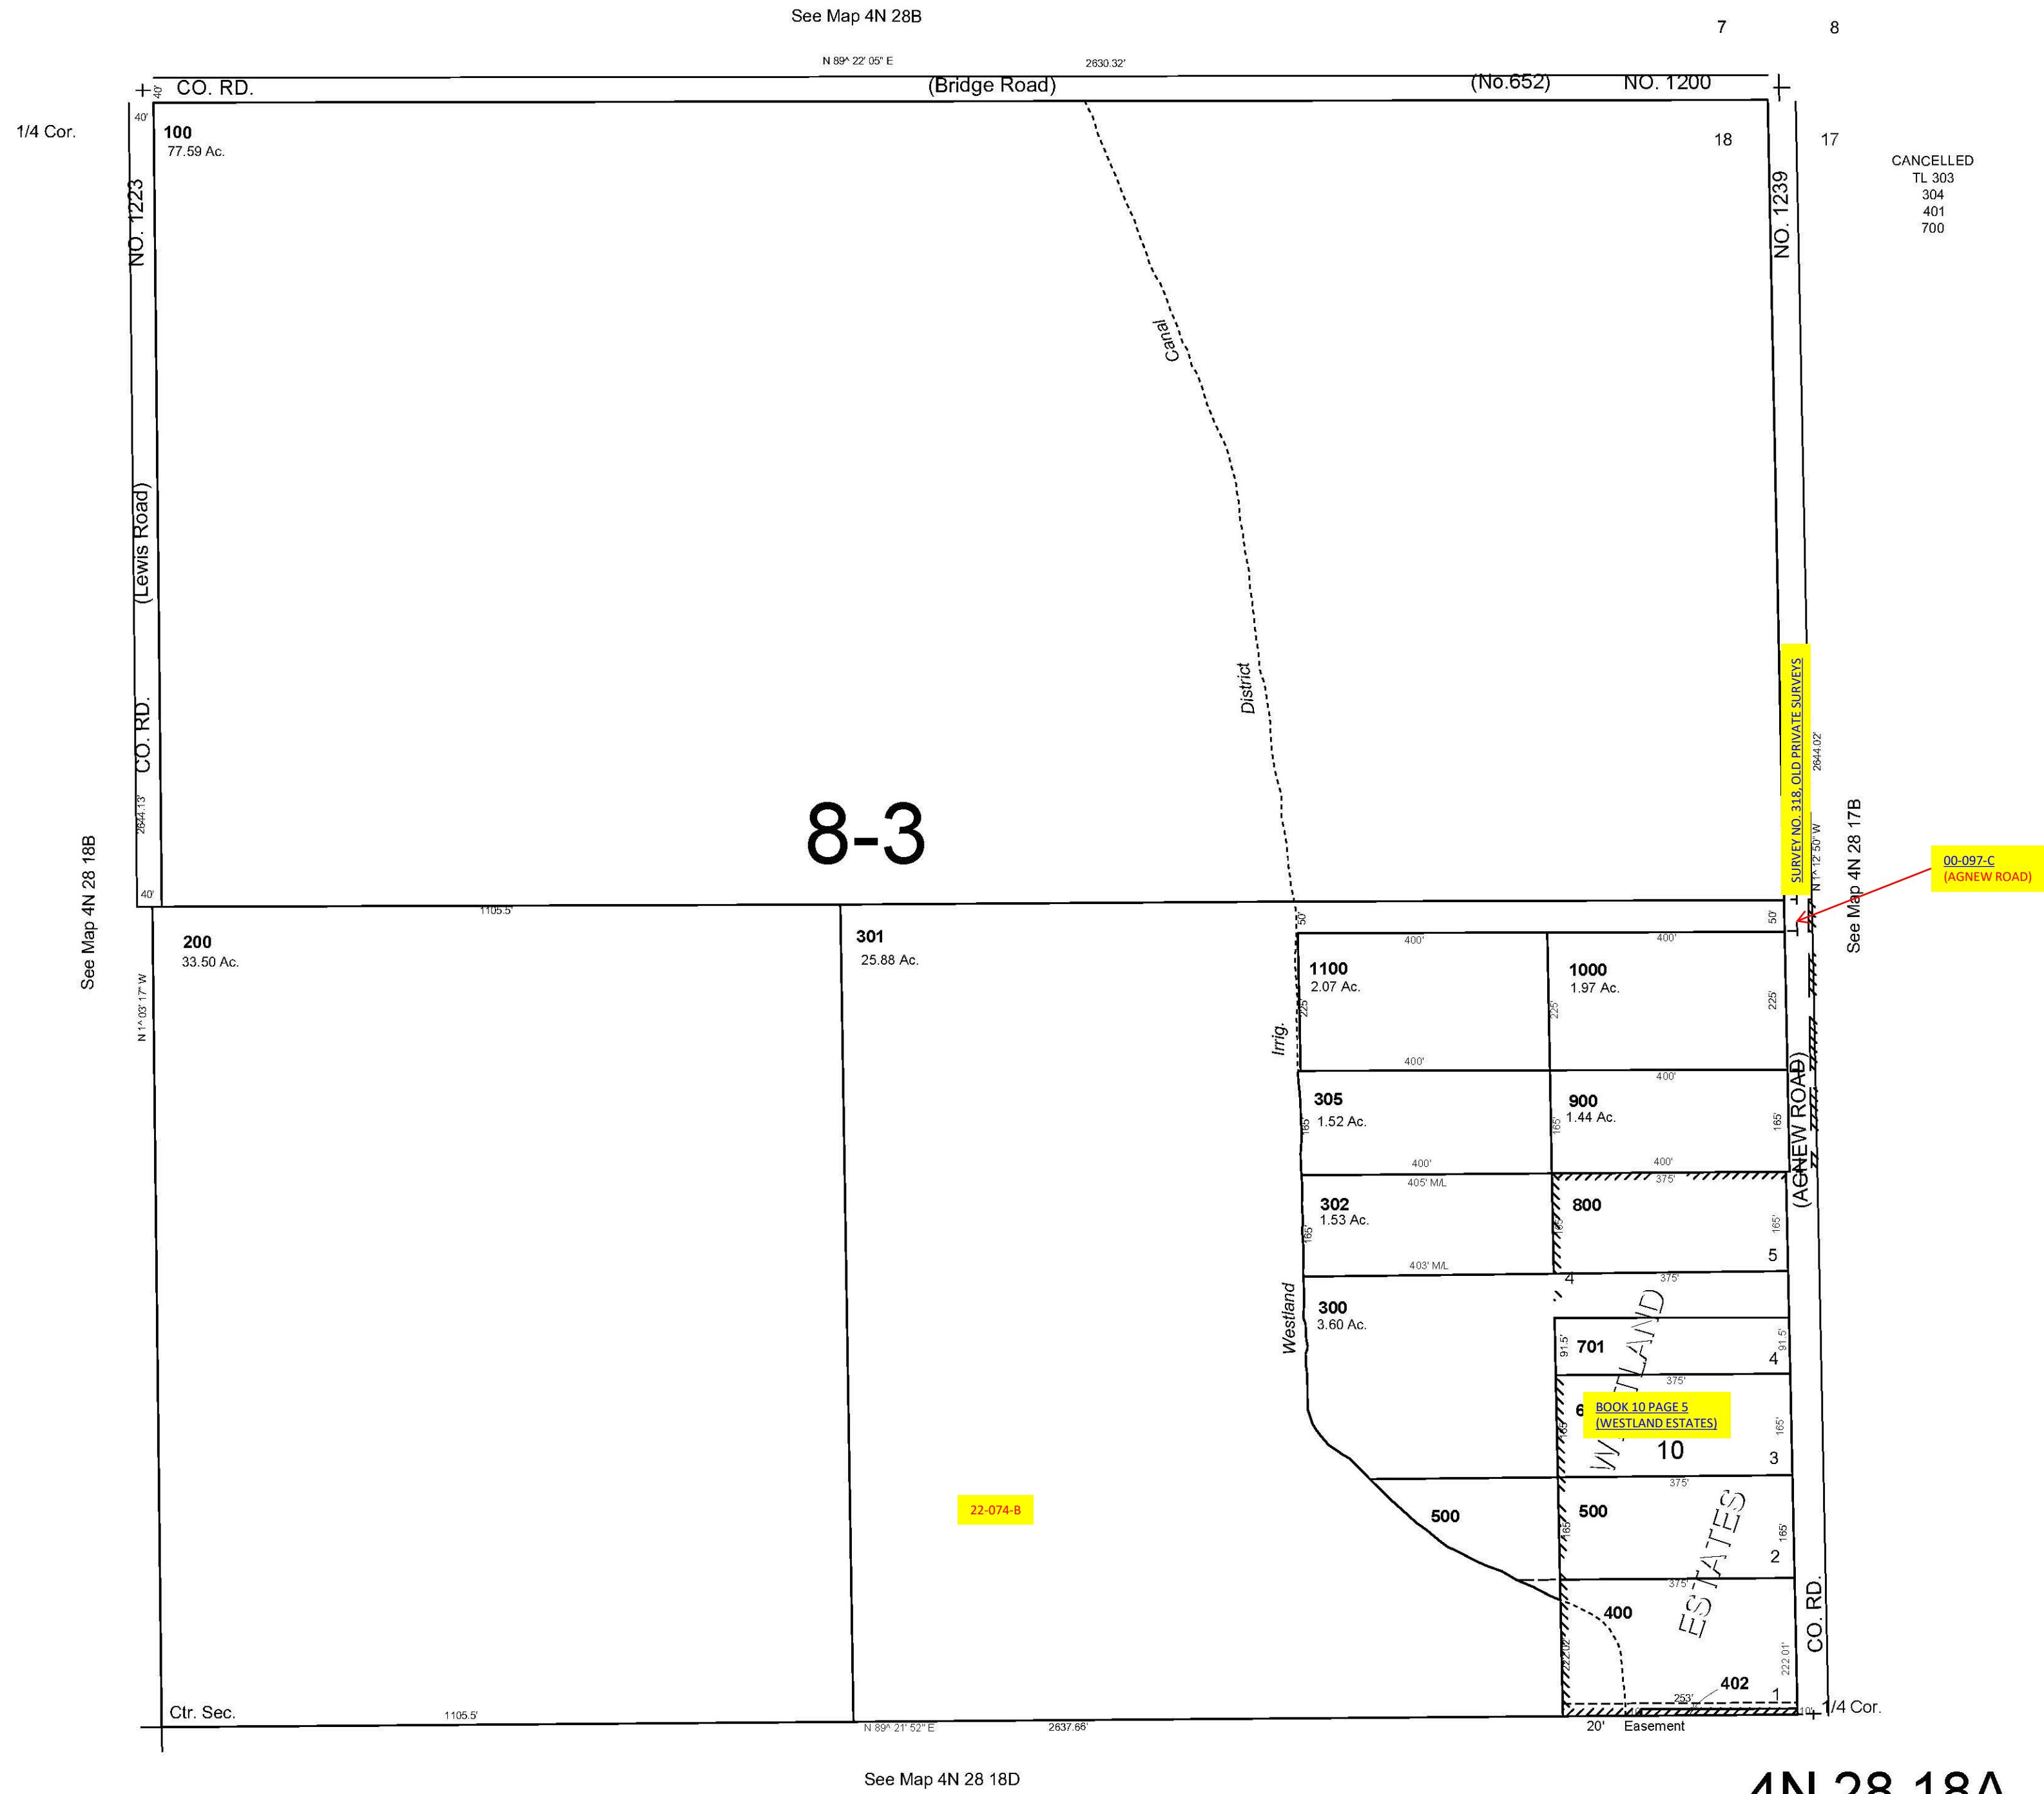 See Map 4N 28B
7
8
N 89^ 22' 05" E
2630.32'
CO. RD.
(Bridge Road)
(No.652)
NO. 1200
40'
40'
1/4 Cor.
100
77.59 Ac.
18
17
CANCELLED
TL 303
304
401
700
NO. 1223
(Lewis Road)
CO. RD.
2644.13'
40'
NO. 1239
Canal
District
Irrig.
Westland
8-3
SURVEY NO. 318, OLD PRIVATE SURVEYS
2644.02'
N 1^ 12' 50" W
See Map 4N 28 17B
00-097-C
(AGNEW ROAD)
See Map 4N 28 18B
N 1^ 03' 17" W
1105.5'
200
33.50 Ac.
301
25.88 Ac.
50'
50'
400'
400'
1100
2.07 Ac.
1000
1.97 Ac.
225'
225'
225'
400'
400'
305
1.52 Ac.
900
1.44 Ac.
165'
165'
165'
(AGNEW ROAD)
400'
400'
405' M/L
375'
302
1.53 Ac.
800
165'
165'
165'
5
403' M/L
4
375'
300
3.60 Ac.
701
91.5'
91.5'
4
375'
WESTLAND
BOOK 10 PAGE 5
(WESTLAND ESTATES)
165'
165'
10
3
375'
22-074-B
500
500
165'
165'
2
ESTATES
375'
400
CO. RD.
222.02'
222.01'
402
253'
1
10'
1/4 Cor.
Ctr. Sec.
1105.5'
N 89^ 21' 52" E
2637.66'
20' Easement
See Map 4N 28 18D
4N 28 18A